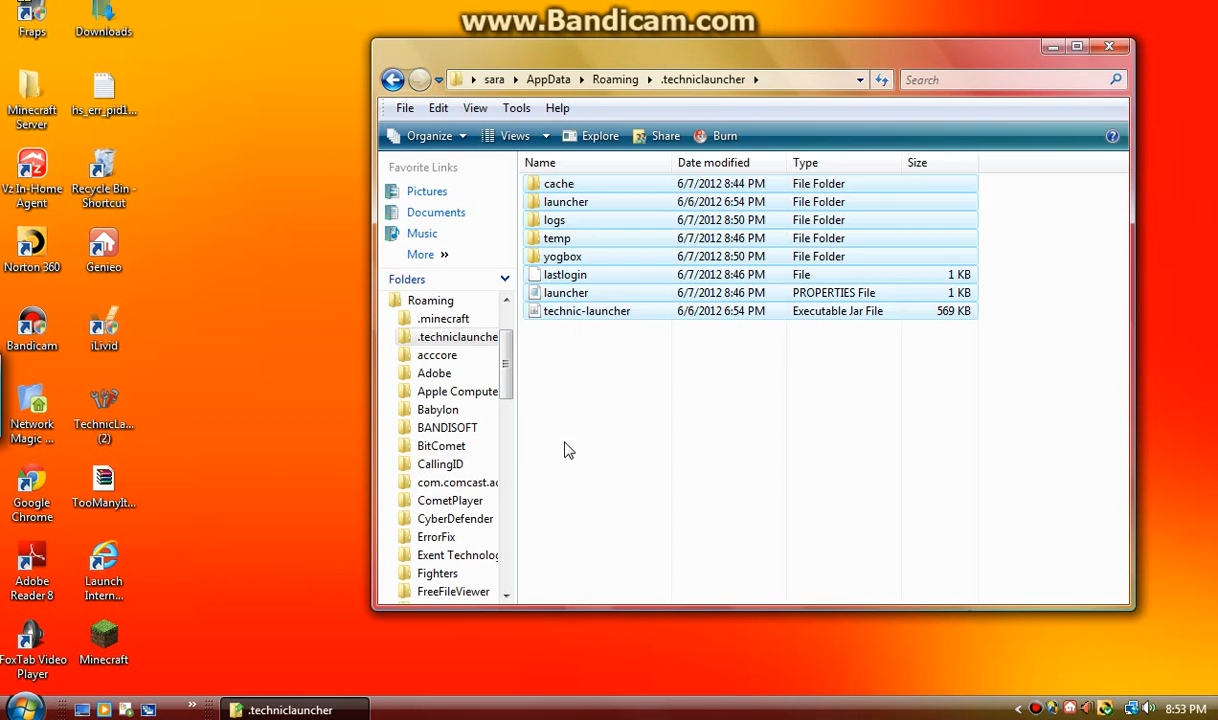 www.Bandicam.com
Fraps
Downloads
Minecraft
Server
hs_err_pid1...
Vz In-Home
Agent
Recycle Bin -
Shortcut
Norton 360
Genieo
Bandicam
iLivid
Network
Magic ...
TechnicLa...
(2)
Google
Chrome
TooManyIt...
Adobe
Reader 8
Launch
Intern...
FoxTab Video
Player
Minecraft
sara
AppData
Roaming
.techniclauncher
Search
File
Edit
View
Tools
Help
Organize
Views
Explore
Share
Burn
Favorite Links
Pictures
Documents
Music
More »
Folders
Roaming
.minecraft
.techniclaunche
acccore
Adobe
Apple Compute
Babylon
BANDISOFT
BitComet
CallingID
com.comcast.ac
CometPlayer
CyberDefender
ErrorFix
Exent Technolog
Fighters
FreeFileViewer
Name Date modified Type Size
cache 6/7/2012 8:44 PM File Folder
launcher 6/6/2012 6:54 PM File Folder
logs 6/7/2012 8:50 PM File Folder
temp 6/7/2012 8:46 PM File Folder
yogbox 6/7/2012 8:50 PM File Folder
lastlogin 6/7/2012 8:46 PM File 1 KB
launcher 6/7/2012 8:46 PM PROPERTIES File 1 KB
technic-launcher 6/6/2012 6:54 PM Executable Jar File 569 KB
.techniclauncher
8:53 PM